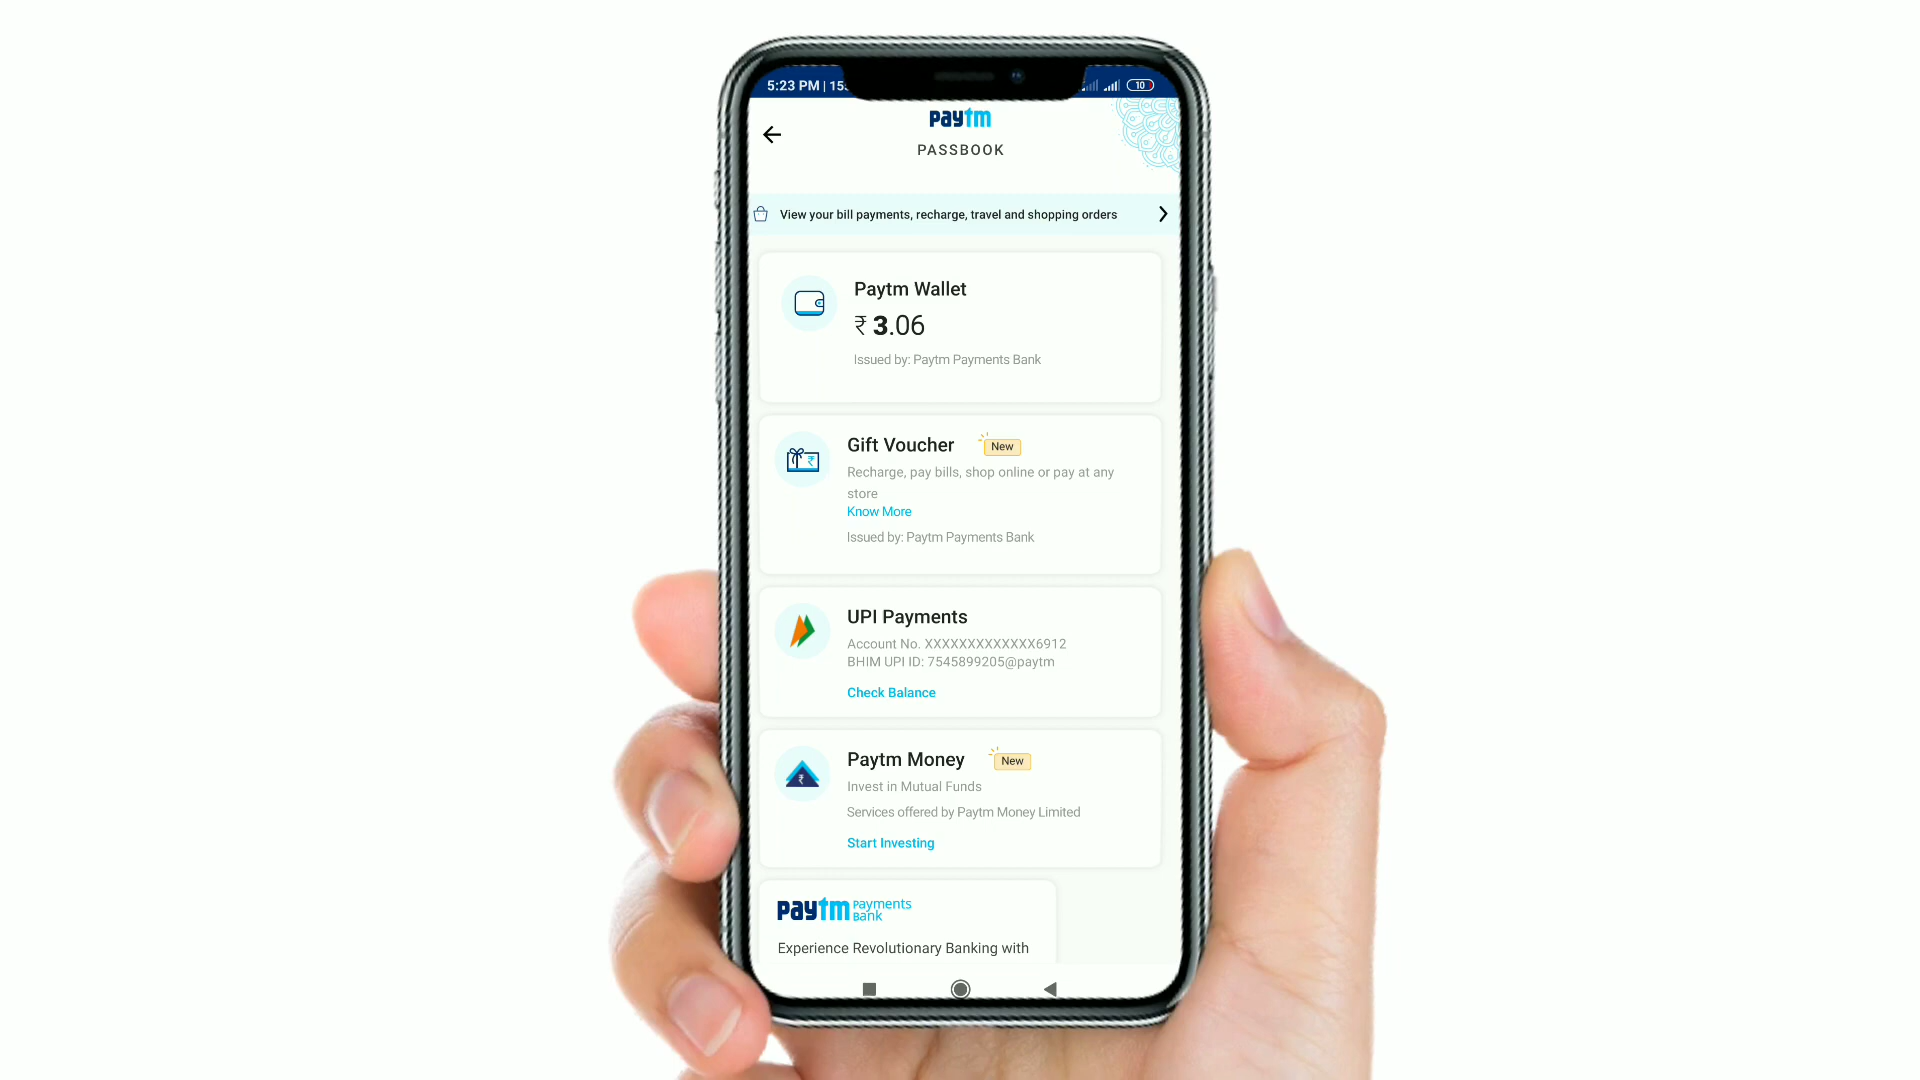 5:23 PM | 15
10
paytm
PASSBOOK
View your bill payments, recharge, travel and shopping orders
Paytm Wallet
₹ 3.06
Issued by: Paytm Payments Bank
Gift Voucher New
Recharge, pay bills, shop online or pay at any
store
Know More
Issued by: Paytm Payments Bank
UPI Payments
Account No. XXXXXXXXXXXXX6912
BHIM UPI ID: 7545899205@paytm
Check Balance
Paytm Money New
Invest in Mutual Funds
Services offered by Paytm Money Limited
Start Investing
paytm Payments
Bank
Experience Revolutionary Banking with